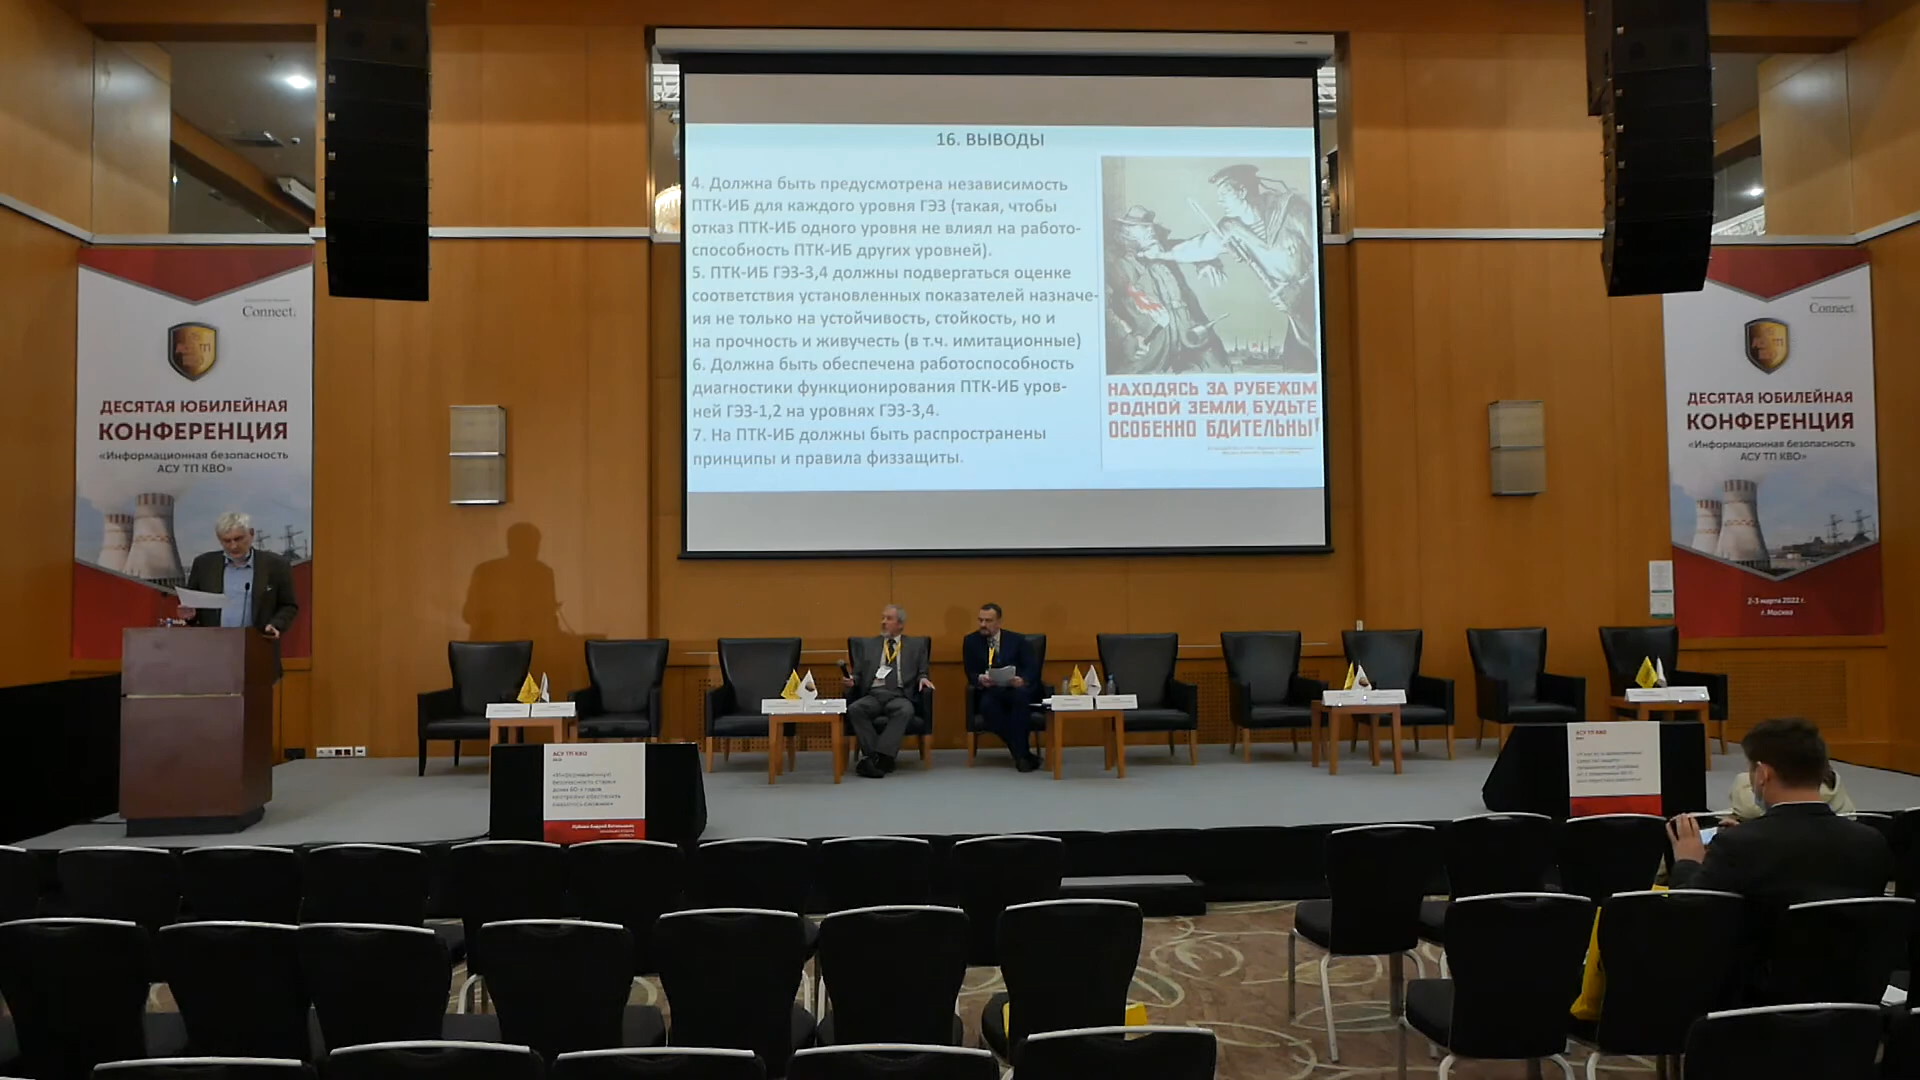 16. ВЫВОДЫ
4. Должна быть предусмотрена независимость
ПТК-ИБ для каждого уровня ГЭЗ (такая, чтобы
отказ ПТК-ИБ одного уровня не влиял на работо-
способность ПТК-ИБ других уровней).
5. ПТК-ИБ ГЭЗ-3,4 должны подвергаться оценке
соответствия установленных показателей назначе-
ия не только на устойчивость, стойкость, но и
на прочность и живучесть (в т.ч. имитационные)
6. Должна быть обеспечена работоспособность
диагностики функционирования ПТК-ИБ уров-
ней ГЭЗ-1,2 на уровнях ГЭЗ-3,4.
7. На ПТК-ИБ должны быть распространены
принципы и правила физзащиты.
НАХОДЯСЬ ЗА РУБЕЖОМ
РОДНОЙ ЗЕМЛИ, БУДЬТЕ
ОСОБЕННО БДИТЕЛЬНЫ!
Connect.
ДЕСЯТАЯ ЮБИЛЕЙНАЯ
КОНФЕРЕНЦИЯ
«Информационная безопасность
АСУ ТП КВО»
Connect
ДЕСЯТАЯ ЮБИЛЕЙНАЯ
КОНФЕРЕНЦИЯ
«Информационная безопасность
АСУ ТП КВО»
2-3 марта 2022 г.
г. Москва
АСУ ТП КВО
«Информационную
безопасность
АСУ ТП КВО